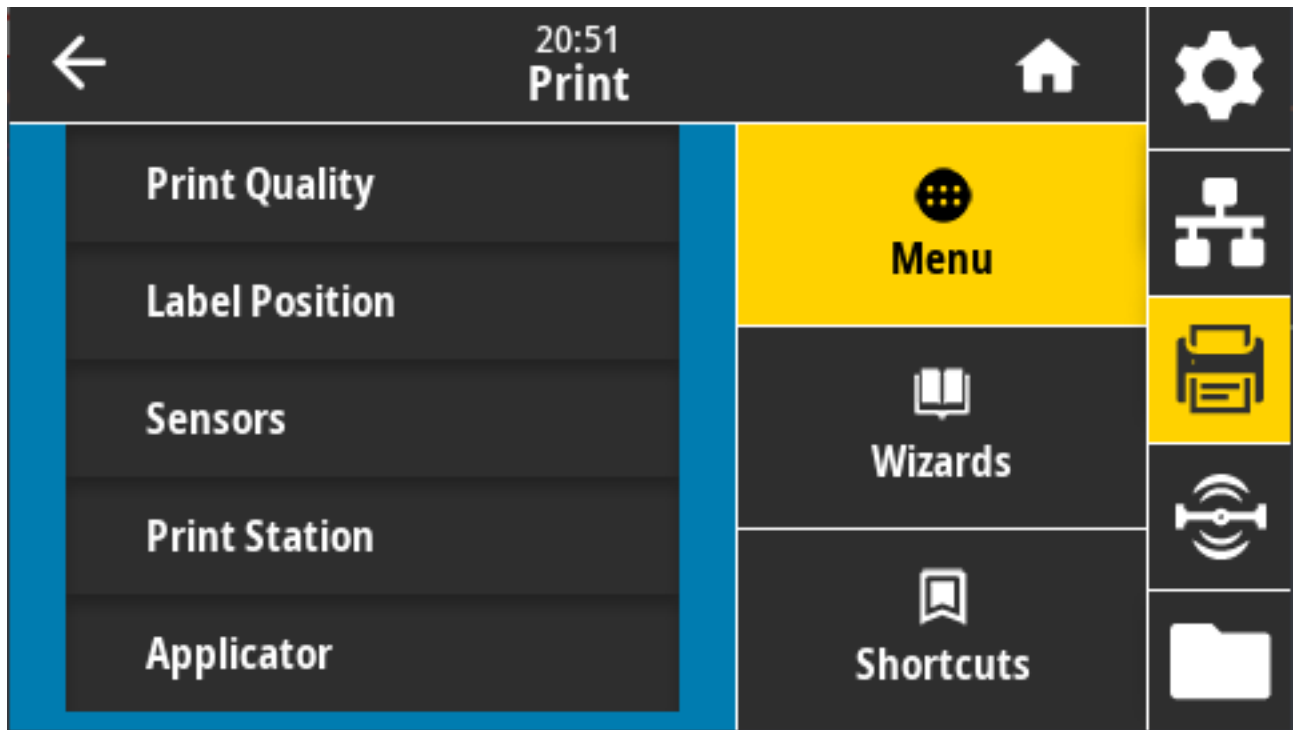 20:51
Print
Print Quality
Label Position
Sensors
Print Station
Applicator
Menu
Wizards
Shortcuts